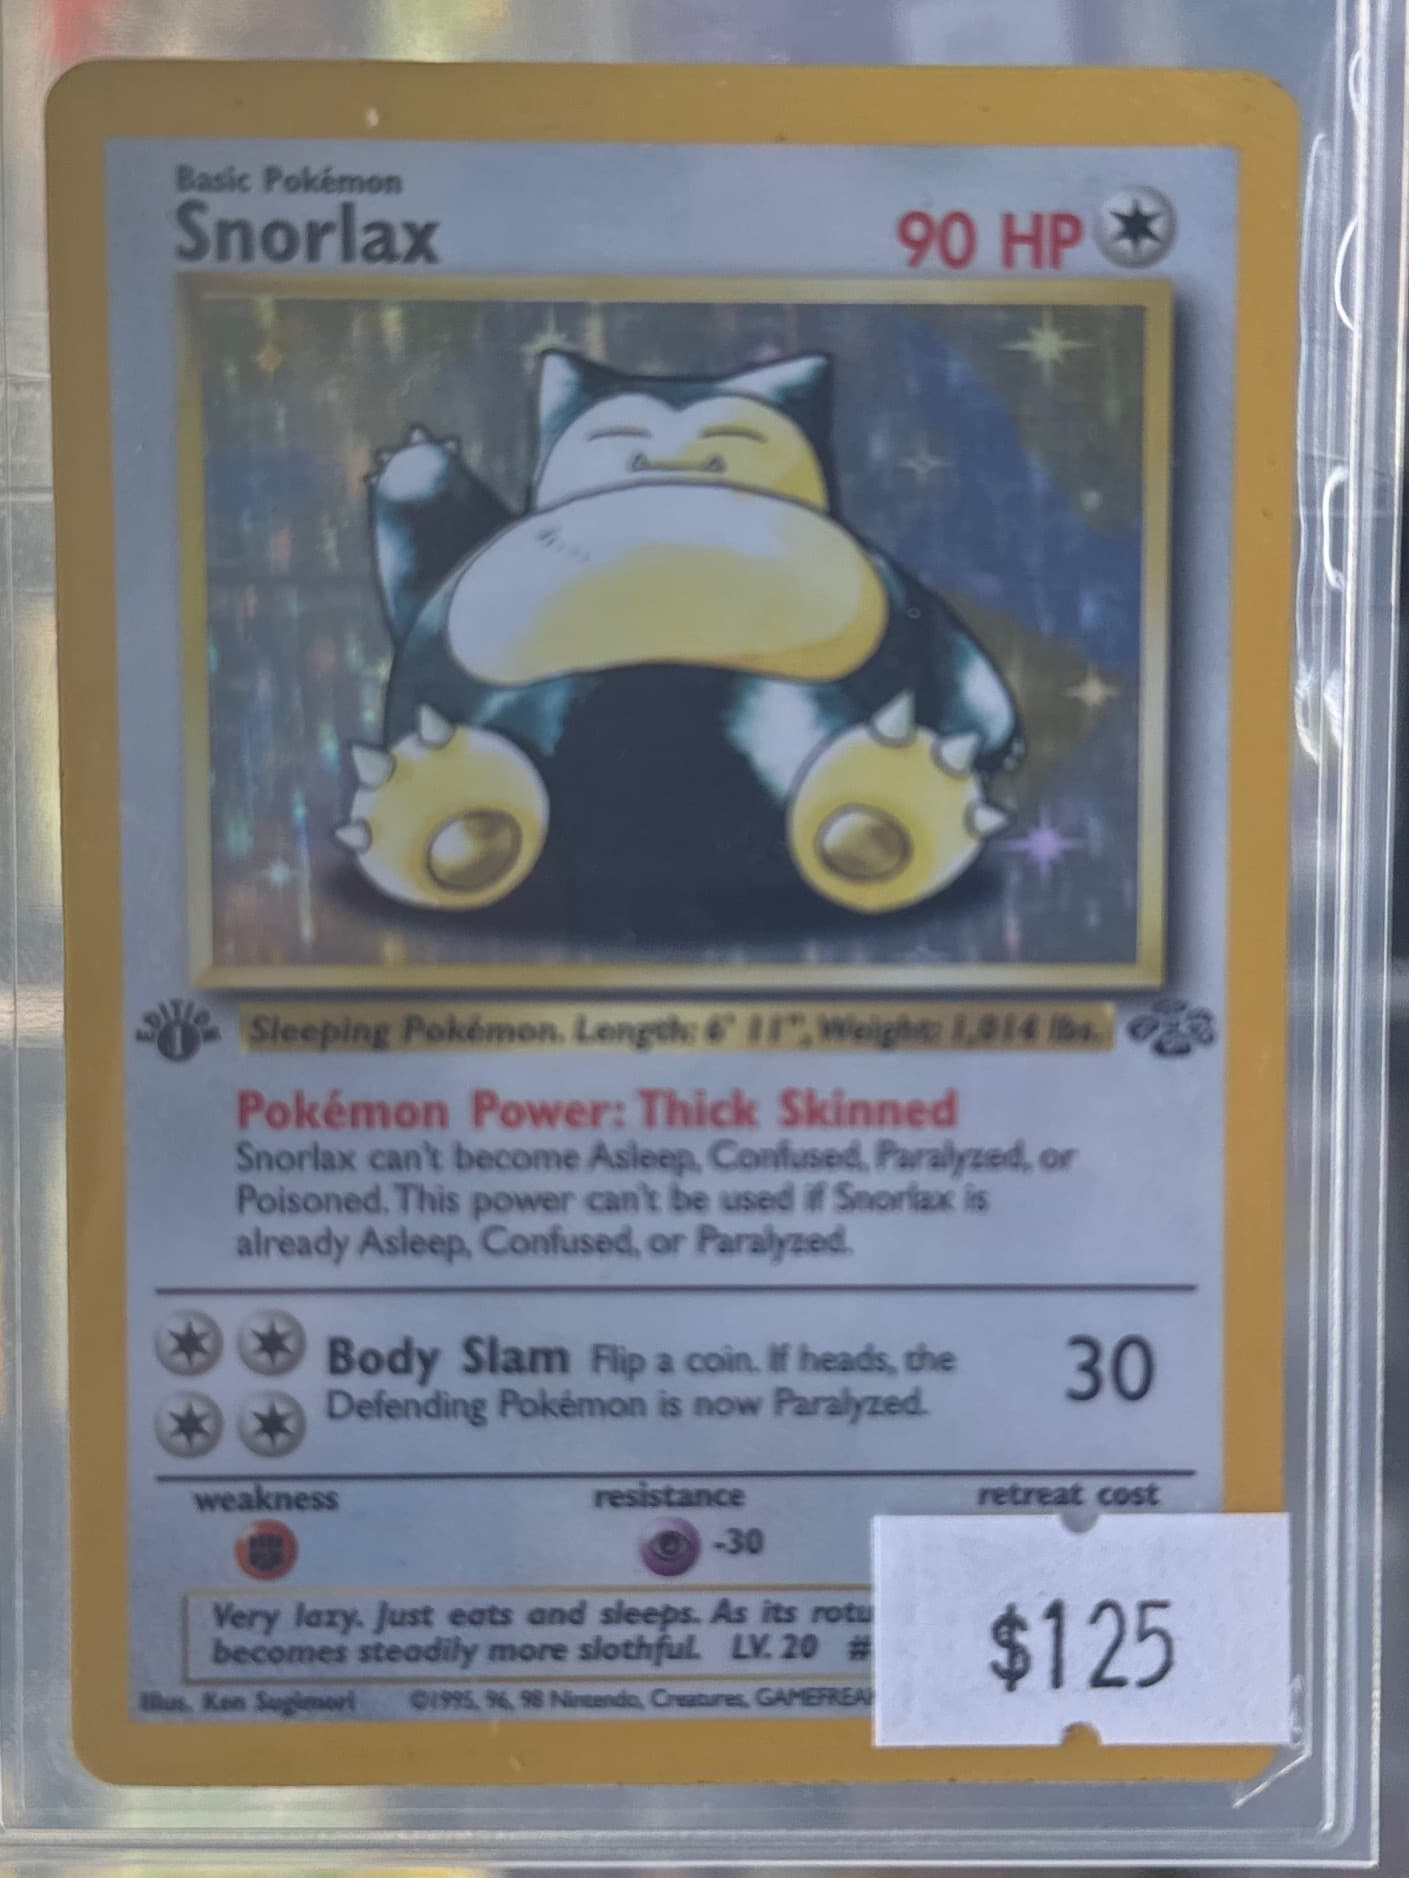 Basic Pokémon
Snorlax
90 HP
EDITION
1
Sleeping Pokémon. Length: 6' 11", Weight: 1,014 lbs.
Pokémon Power: Thick Skinned
Snorlax can't become Asleep, Confused, Paralyzed, or
Poisoned. This power can't be used if Snorlax is
already Asleep, Confused, or Paralyzed.
Body Slam Flip a coin. If heads, the
Defending Pokémon is now Paralyzed.
30
weakness
resistance
retreat cost
-30
Very lazy. Just eats and sleeps. As its rotu
becomes steadily more slothful. LV. 20 #
Illus. Ken Sugimori
©1995, 96, 98 Nintendo, Creatures, GAMEFREAK
$125